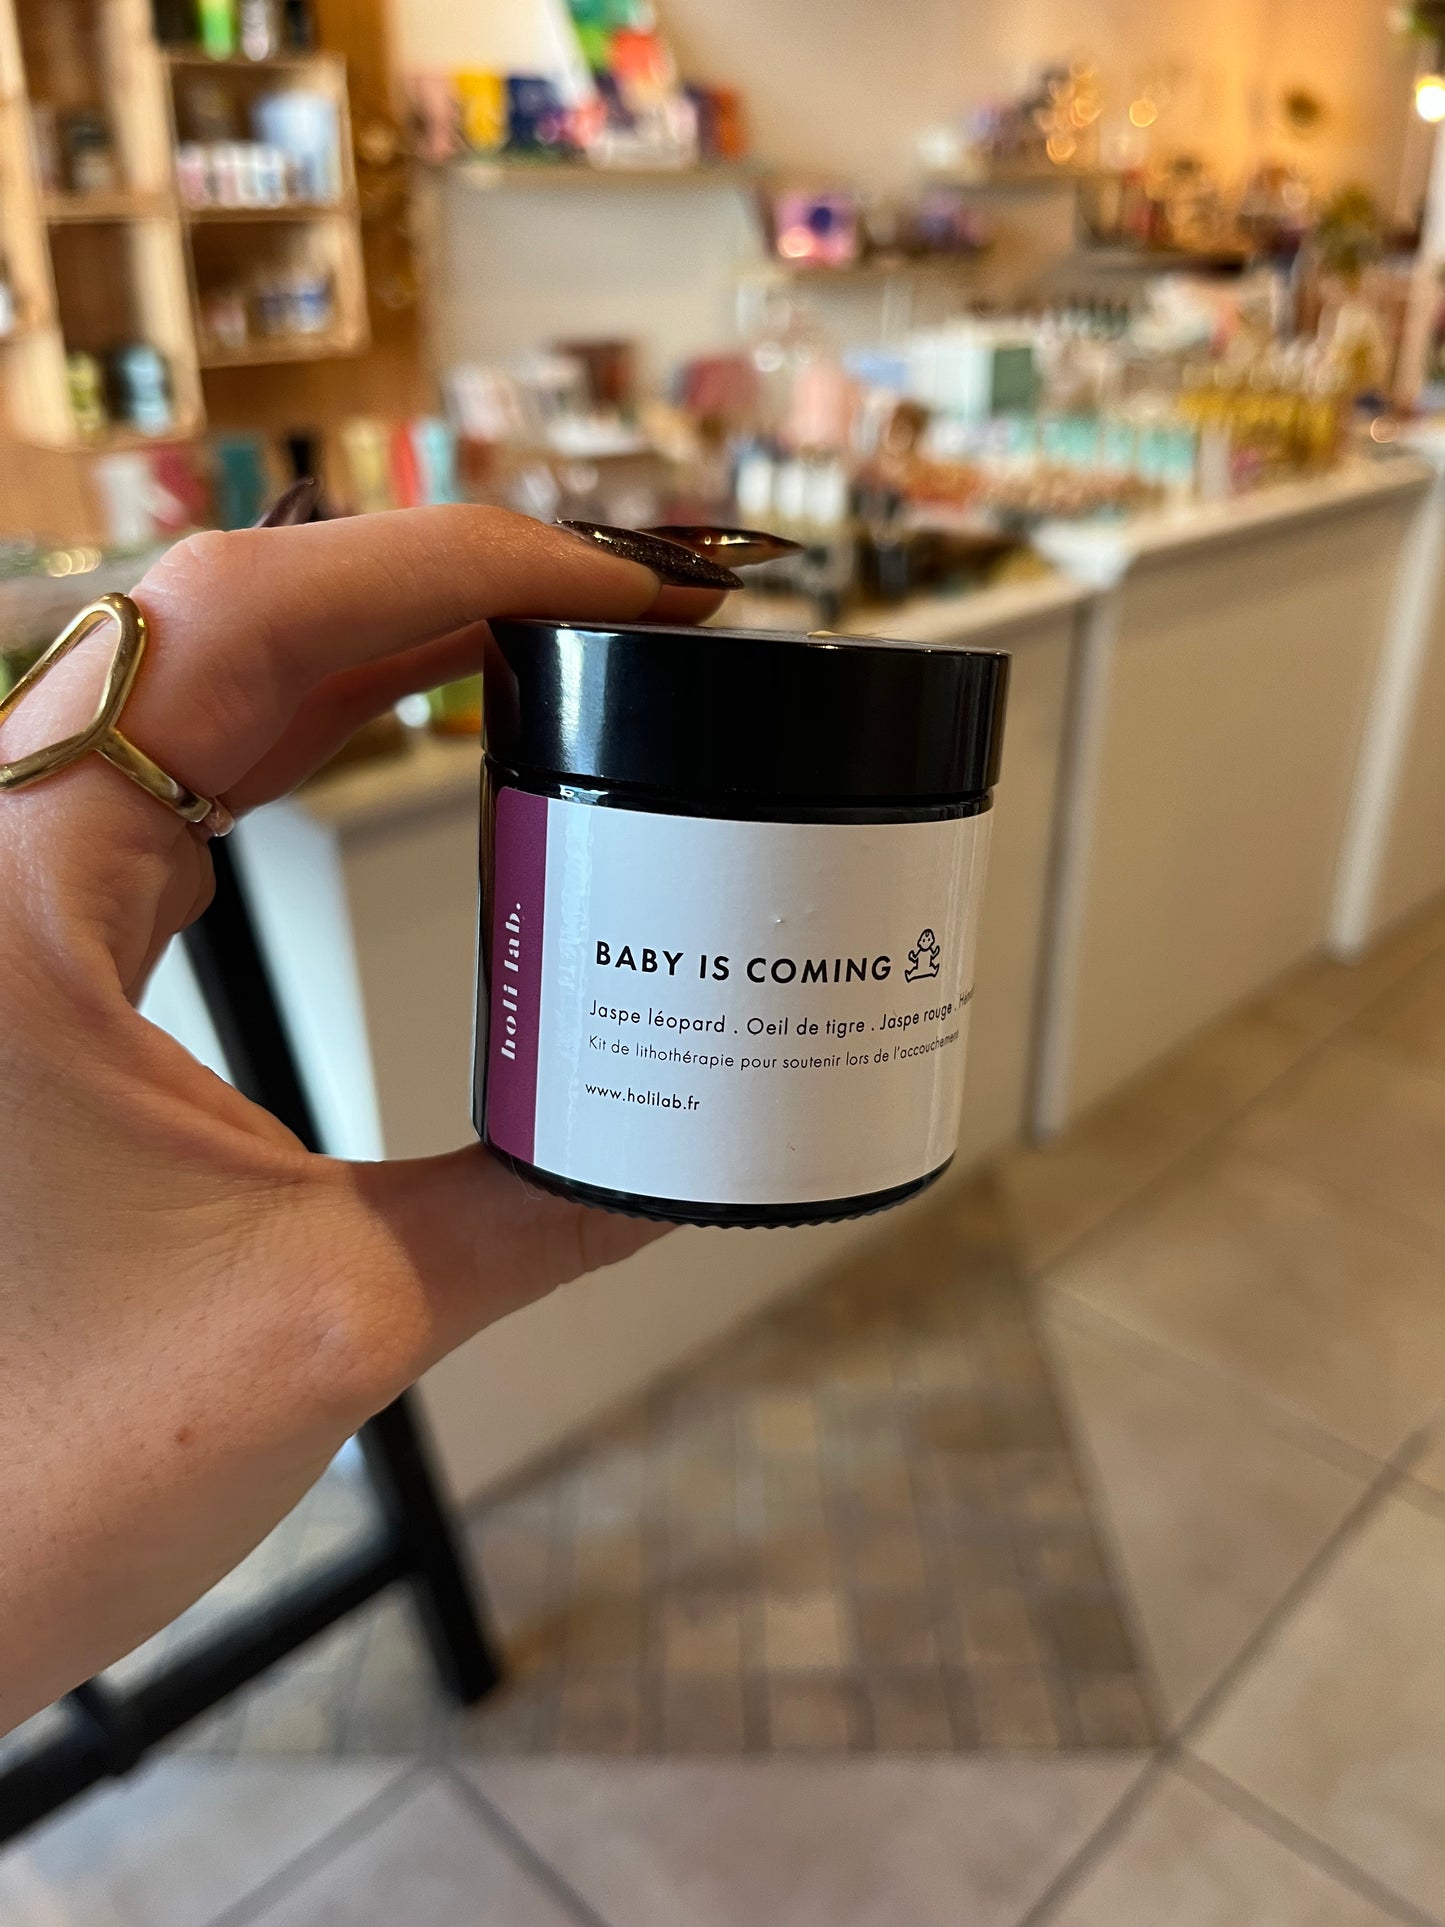 holi lab.
BABY IS COMING
Jaspe léopard . Oeil de tigre . Jaspe rouge .
Kit de lithothérapie pour soutenir lors de l'accouchement
www.holilab.fr